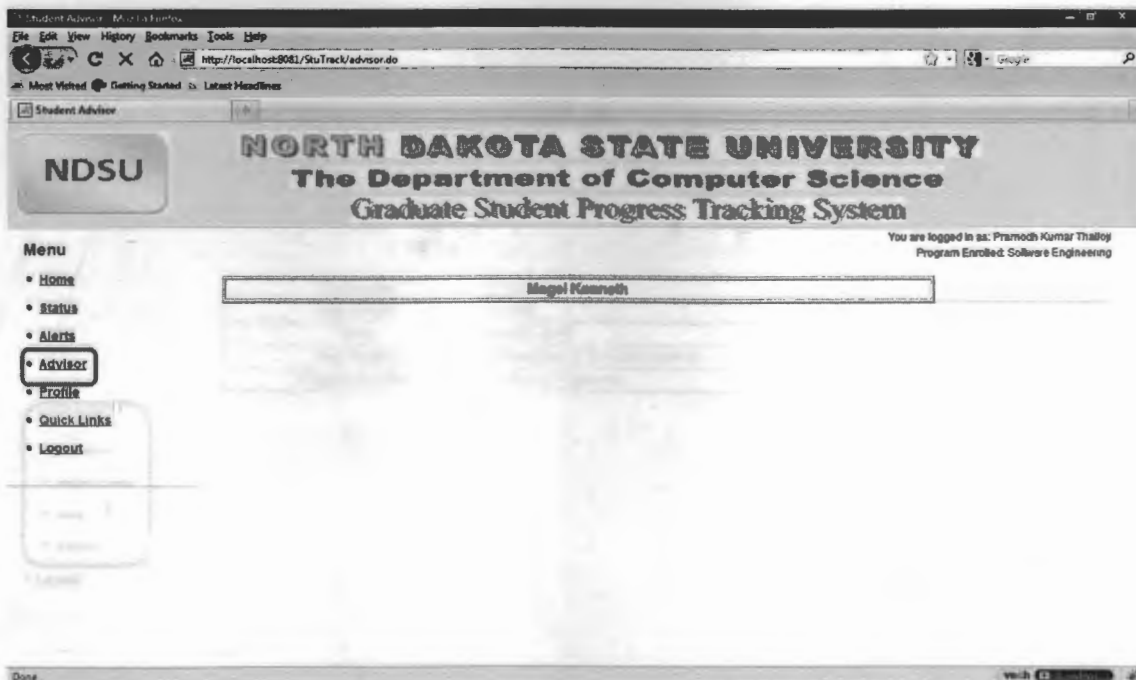 Student Advisor - Mozilla Firefox
File Edit View History Bookmarks Tools Help
http://localhost:8081/StuTrack/advisor.do
Google
Most Visited Getting Started Latest Headlines
Student Advisor
NDSU
NORTH DAKOTA STATE UNIVERSITY
The Department of Computer Science
Graduate Student Progress Tracking System
You are logged in as: Pramodh Kumar Thalloj
Program Enrolled: Software Engineering
Menu
Magel Kenneth
Home
Status
Alerts
Advisor
Profile
Quick Links
Logout
Done